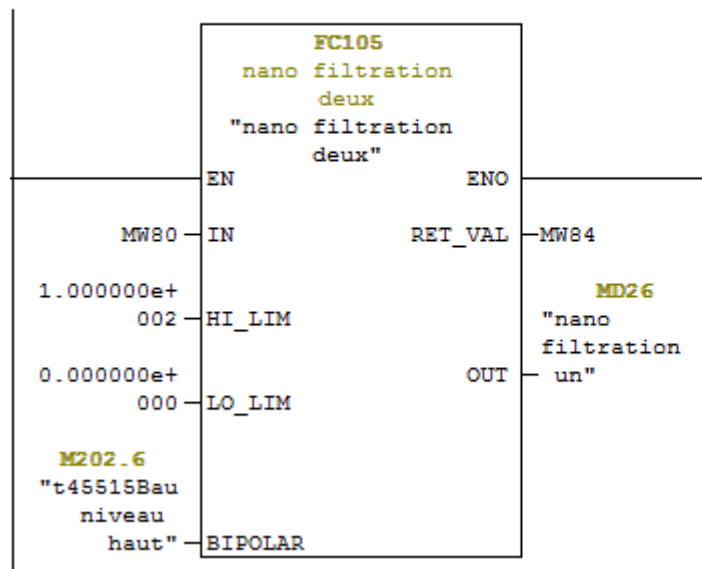 FC105
nano filtration
deux
"nano filtration
deux"
EN
ENO
MW80
IN
RET_VAL
MW84
1.000000e+
002
HI_LIM
MD26
"nano
filtration
un"
OUT
0.000000e+
000
LO_LIM
M202.6
"t45515Bau
niveau
haut"
BIPOLAR